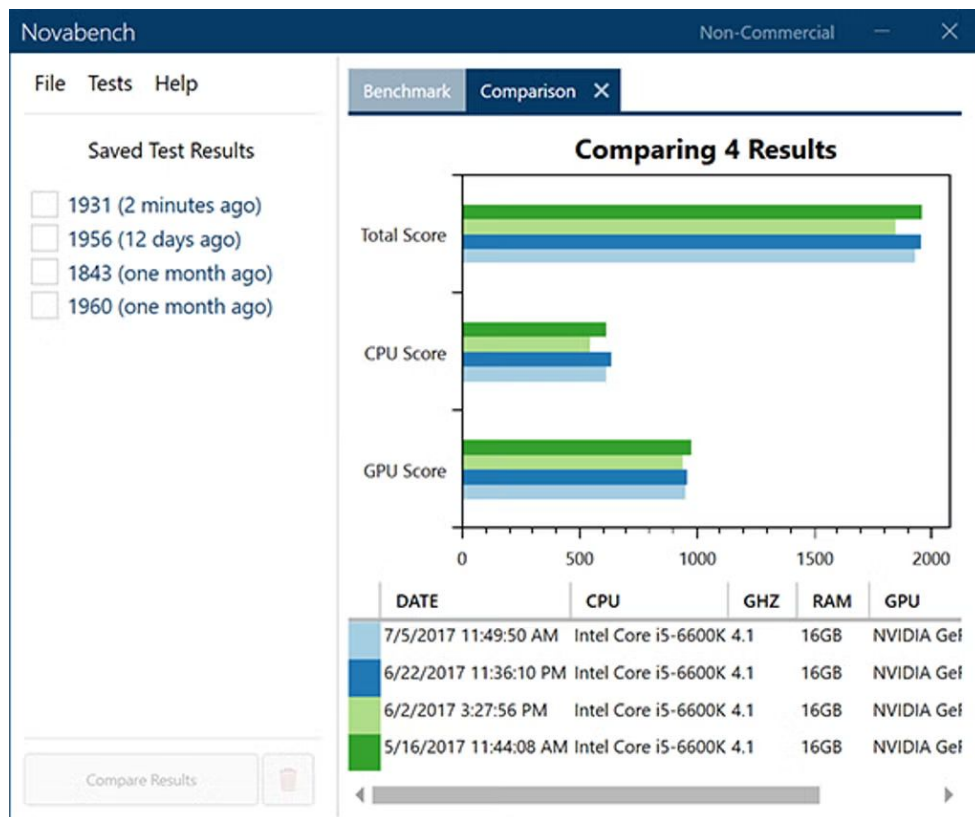 Novabench Non-Commercial
File Tests Help
Saved Test Results
1931 (2 minutes ago)
1956 (12 days ago)
1843 (one month ago)
1960 (one month ago)
Compare Results
Benchmark Comparison
Comparing 4 Results
Total Score
CPU Score
GPU Score
0 500 1000 1500 2000
DATE CPU GHZ RAM GPU
7/5/2017 11:49:50 AM Intel Core i5-6600K 4.1 16GB NVIDIA GeF
6/22/2017 11:36:10 PM Intel Core i5-6600K 4.1 16GB NVIDIA GeF
6/2/2017 3:27:56 PM Intel Core i5-6600K 4.1 16GB NVIDIA GeF
5/16/2017 11:44:08 AM Intel Core i5-6600K 4.1 16GB NVIDIA GeF